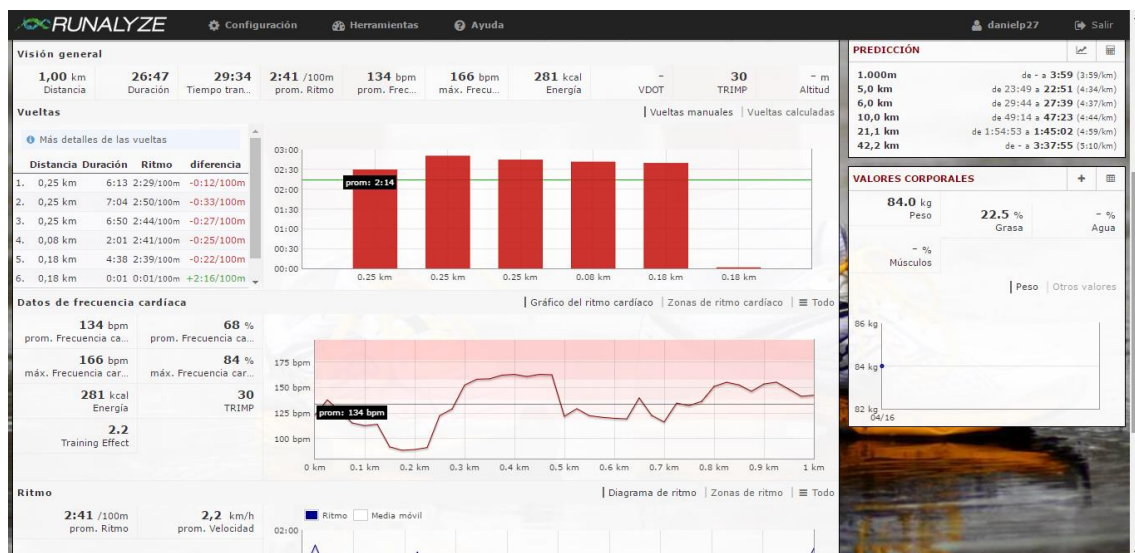 RUNALYZE Configuración Herramientas Ayuda danielp27 Salir
Visión general
1,00 km 26:47 29:34 2:41 /100m 134 bpm 166 bpm 281 kcal - 30 - m
Distancia Duración Tiempo tran... prom. Ritmo prom. Frec... máx. Frecu... Energía VDOT TRIMP Altitud
Vueltas Vueltas manuales Vueltas calculadas
Más detalles de las vueltas
Distancia Duración Ritmo diferencia
1. 0,25 km 6:13 2:29/100m -0:12/100m
2. 0,25 km 7:04 2:50/100m -0:33/100m
3. 0,25 km 6:50 2:44/100m -0:27/100m
4. 0,08 km 2:01 2:41/100m -0:25/100m
5. 0,18 km 4:38 2:39/100m -0:22/100m
6. 0,18 km 0:01 0:01/100m +2:16/100m
03:00
02:30
02:00
01:30
01:00
00:30
00:00
prom: 2:14
0.25 km 0.25 km 0.25 km 0.08 km 0.18 km 0.18 km
Datos de frecuencia cardíaca Gráfico del ritmo cardíaco Zonas de ritmo cardíaco Todo
134 bpm 68 %
prom. Frecuencia ca... prom. Frecuencia car...
166 bpm 84 %
máx. Frecuencia car... máx. Frecuencia car...
281 kcal 30
Energía TRIMP
2.2
Training Effect
175 bpm
150 bpm
125 bpm
100 bpm
prom: 134 bpm
0 km 0.1 km 0.2 km 0.3 km 0.4 km 0.5 km 0.6 km 0.7 km 0.8 km 0.9 km 1 km
Ritmo Diagrama de ritmo Zonas de ritmo Todo
2:41 /100m 2,2 km/h
prom. Ritmo prom. Velocidad
Ritmo Media móvil
02:00
PREDICCIÓN
1.000m de - a 3:59 (3:59/km)
5,0 km de 23:49 a 22:51 (4:34/km)
6,0 km de 29:44 a 27:39 (4:37/km)
10,0 km de 49:14 a 47:23 (4:44/km)
21,1 km de 1:54:53 a 1:45:02 (4:59/km)
42,2 km de - a 3:37:55 (5:10/km)
VALORES CORPORALES
84.0 kg
Peso
22.5 %
Grasa
- %
Agua
- %
Músculos
Peso Otros valores
86 kg
84 kg
82 kg
04/16